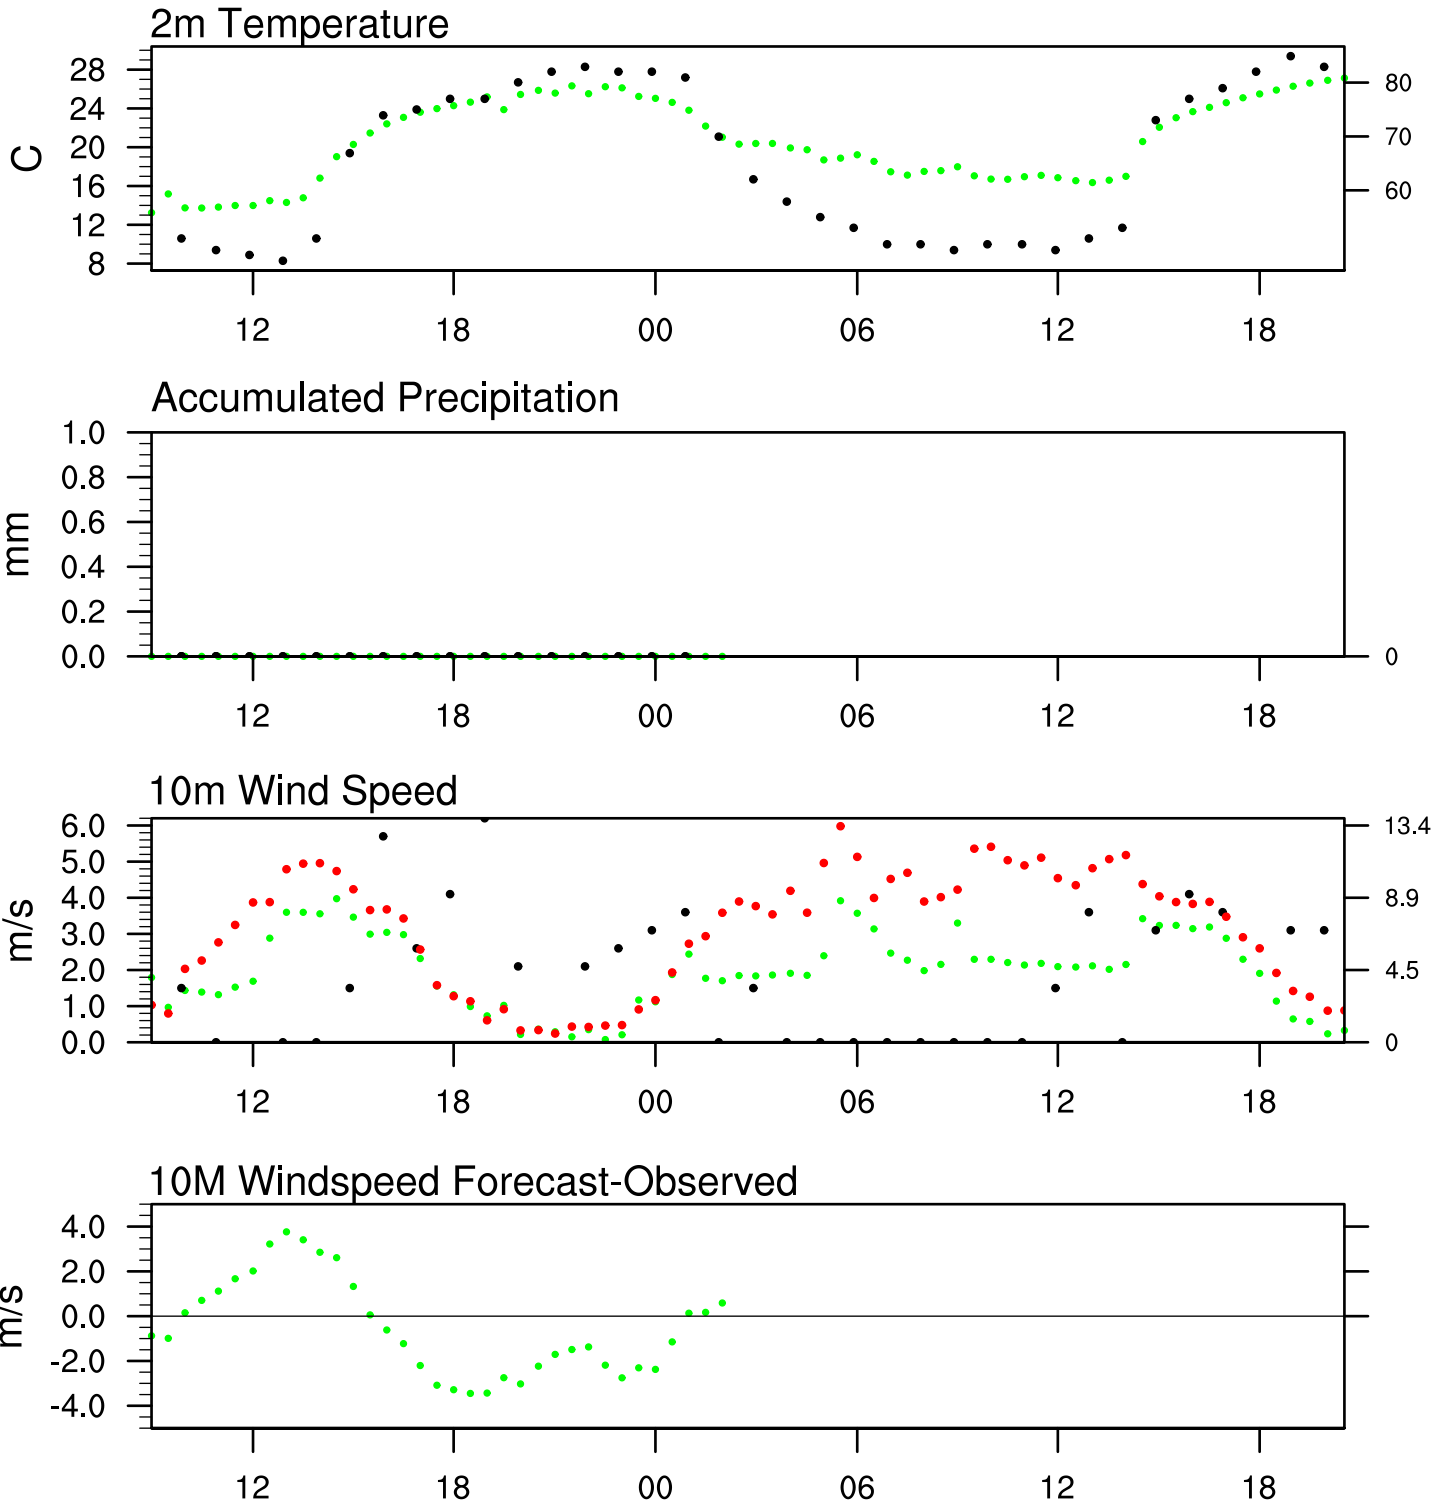 2m Temperature
28
24
20
16
12
8
C
80
70
60
12 18 00 06 12 18
Accumulated Precipitation
1.0
0.8
0.6
0.4
0.2
0.0
mm
0
12 18 00 06 12 18
10m Wind Speed
6.0
5.0
4.0
3.0
2.0
1.0
0.0
m/s
13.4
8.9
4.5
0
12 18 00 06 12 18
10M Windspeed Forecast-Observed
4.0
2.0
0.0
-2.0
-4.0
m/s
12 18 00 06 12 18